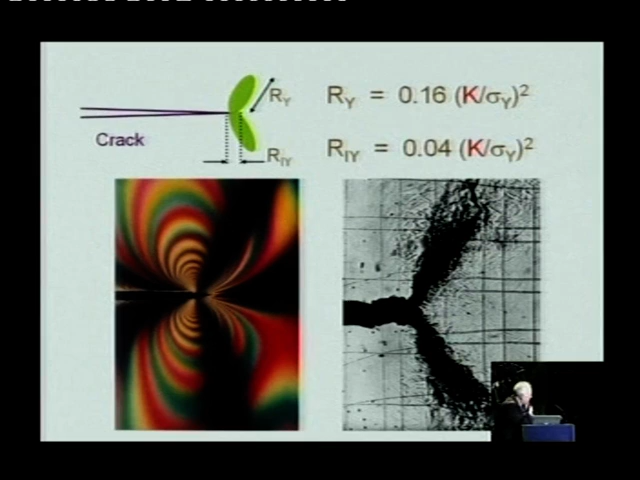 R_Y
R_Y = 0.16 (K/σ_Y)²
Crack
R_IY
R_IY = 0.04 (K/σ_Y)²